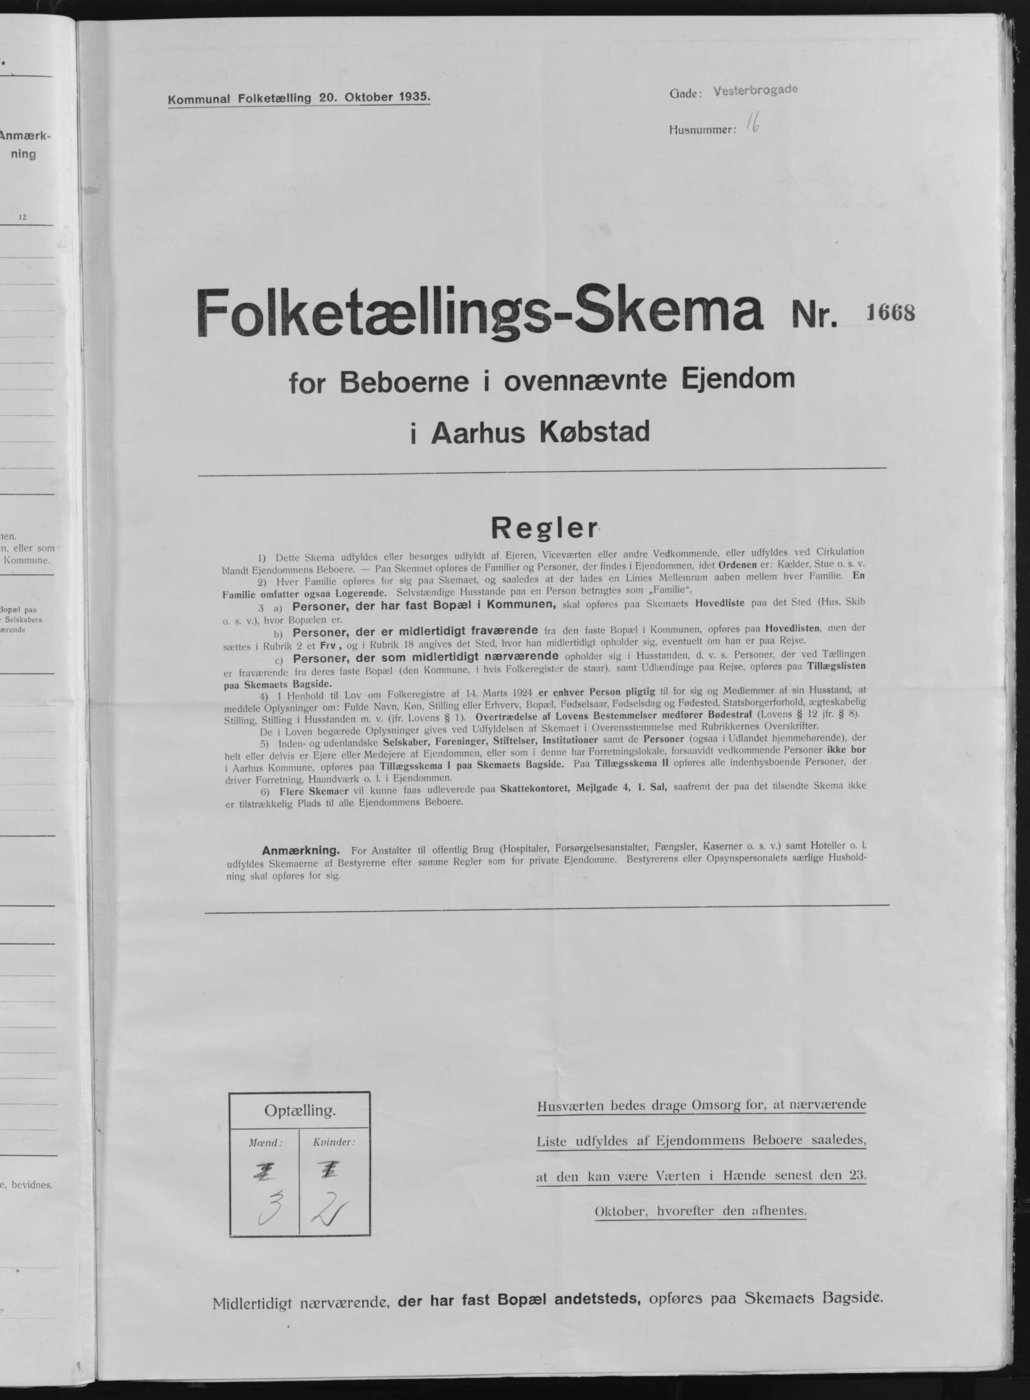 Anmærk-
ning
12
n, eller som
Kommune.
Bopæl paa
Selskabers
ærende
e, bevidnes.
Kommunal Folketælling 20. Oktober 1935.
Gade: Vesterbrogade
Husnummer: 16
Folketællings-Skema Nr. 1668
for Beboerne i ovennævnte Ejendom
i Aarhus Købstad
Regler
1) Dette Skema udfyldes eller besørges udfyldt af Ejeren, Viceværten eller andre Vedkommende, eller udfyldes ved Cirkulation
blandt Ejendommens Beboere. — Paa Skemaet opføres de Familier og Personer, der findes i Ejendommen, idet Ordenen er: Kælder, Stue o. s. v.
2) Hver Familie opføres for sig paa Skemaet, og saaledes at der lades en Linies Mellemrum aaben mellem hver Familie. En
Familie omfatter ogsaa Logerende. Selvstændige Husstande paa en Person betragtes som „Familie“.
3 a) Personer, der har fast Bopæl i Kommunen, skal opføres paa Skemaets Hovedliste paa det Sted (Hus, Skib
o. s. v.), hvor Bopælen er.
b) Personer, der er midlertidigt fraværende fra den faste Bopæl i Kommunen, opføres paa Hovedlisten, men der
sættes i Rubrik 2 et Frv, og i Rubrik 18 angives det Sted, hvor han midlertidigt opholder sig, eventuelt om han er paa Rejse.
c) Personer, der som midlertidigt nærværende opholder sig i Husstanden, d. v. s. Personer, der ved Tællingen
er fraværende fra deres faste Bopæl (den Kommune, i hvis Folkeregister de staar), samt Udlændinge paa Rejse, opføres paa Tillægslisten
paa Skemaets Bagside.
4) I Henhold til Lov om Folkeregistre af 14. Marts 1924 er enhver Person pligtig til for sig og Medlemmer af sin Husstand, at
meddele Oplysninger om: Fulde Navn, Køn, Stilling eller Erhverv, Bopæl, Fødselsaar, Fødselsdag og Fødested, Statsborgerforhold, ægteskabelig
Stilling, Stilling i Husstanden m. v. (jfr. Lovens § 1). Overtrædelse af Lovens Bestemmelser medfører Bødestraf (Lovens § 12 jfr. § 8).
De i Loven begærede Oplysninger gives ved Udfyldelsen af Skemaet i Overensstemmelse med Rubrikkernes Overskrifter.
5) Inden- og udenlandske Selskaber, Foreninger, Stiftelser, Institutioner samt de Personer (ogsaa i Udlandet hjemmehørende), der
helt eller delvis er Ejere eller Medejere af Ejendommen, eller som i denne har Forretningslokale, forsaavidt vedkommende Personer ikke bor
i Aarhus Kommune, opføres paa Tillægsskema I paa Skemaets Bagside. Paa Tillægsskema II opføres alle indenbysboende Personer, der
driver Forretning, Haandværk o. l. i Ejendommen.
6) Flere Skemaer vil kunne faas udleverede paa Skattekontoret, Mejlgade 4, 1. Sal, saafremt der paa det tilsendte Skema ikke
er tilstrækkelig Plads til alle Ejendommens Beboere.
Anmærkning. For Anstalter til offentlig Brug (Hospitaler, Forsørgelsesanstalter, Fængsler, Kaserner o. s. v.) samt Hoteller o. l.
udfyldes Skemaerne af Bestyrerne efter samme Regler som for private Ejendomme. Bestyrerens eller Opsynspersonalets særlige Hushold-
ning skal opføres for sig.
Optælling.
Mænd: Kvinder:
3 2
Husværten bedes drage Omsorg for, at nærværende
Liste udfyldes af Ejendommens Beboere saaledes,
at den kan være Værten i Hænde senest den 23.
Oktober, hvorefter den afhentes.
Midlertidigt nærværende, der har fast Bopæl andetsteds, opføres paa Skemaets Bagside.